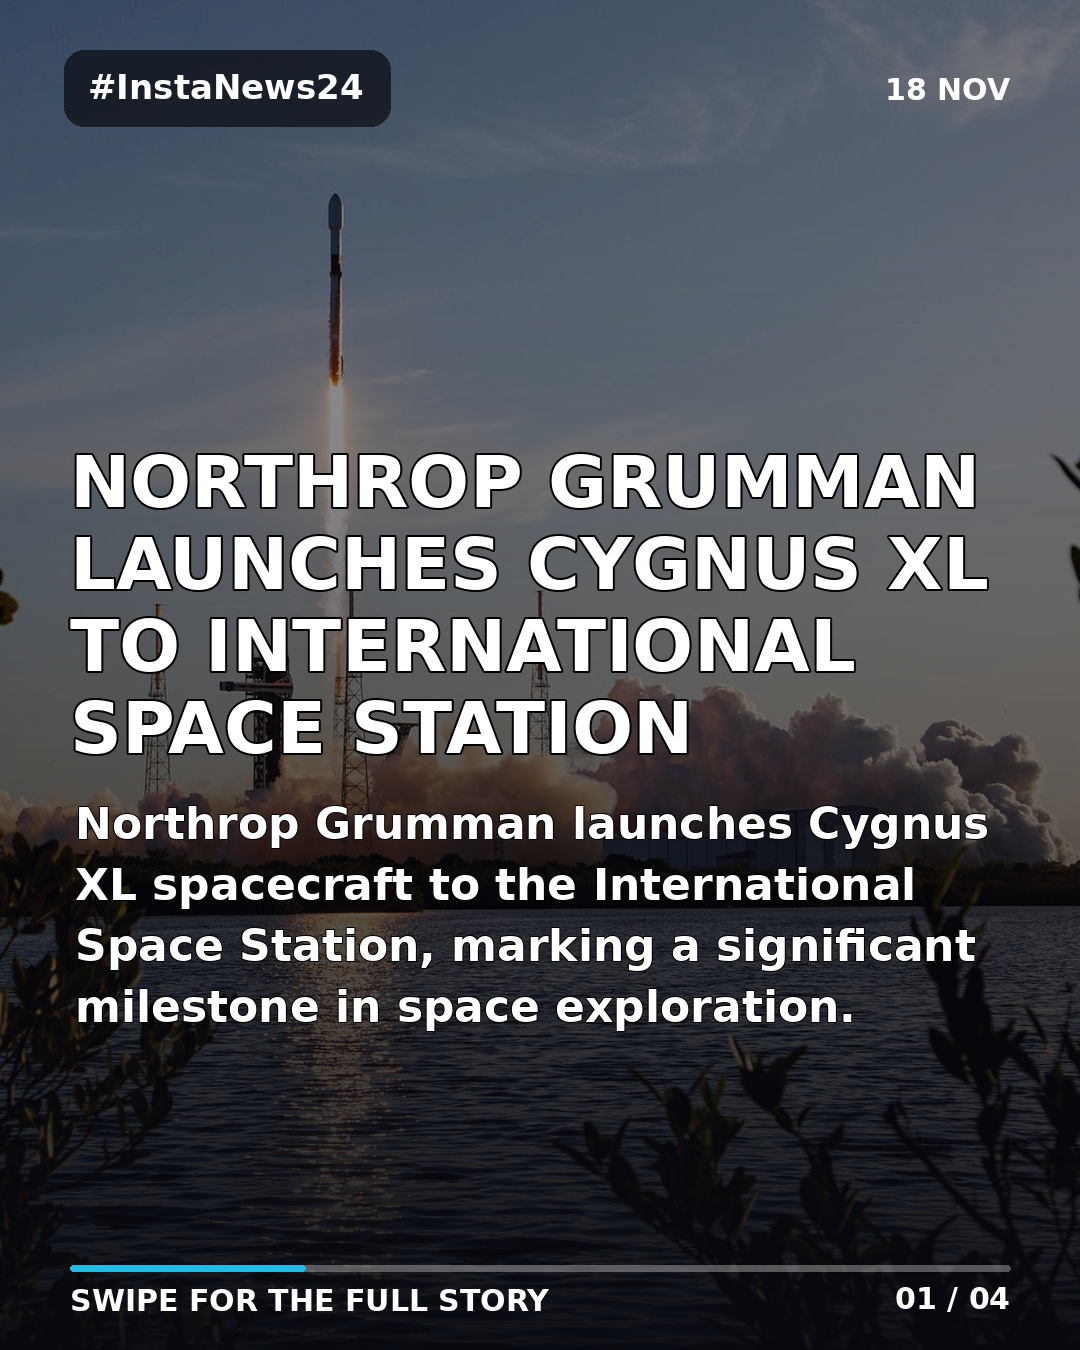 #InstaNews24
18 NOV
NORTHROP GRUMMAN
LAUNCHES CYGNUS XL
TO INTERNATIONAL
SPACE STATION
Northrop Grumman launches Cygnus
XL spacecraft to the International
Space Station, marking a significant
milestone in space exploration.
SWIPE FOR THE FULL STORY
01 / 04